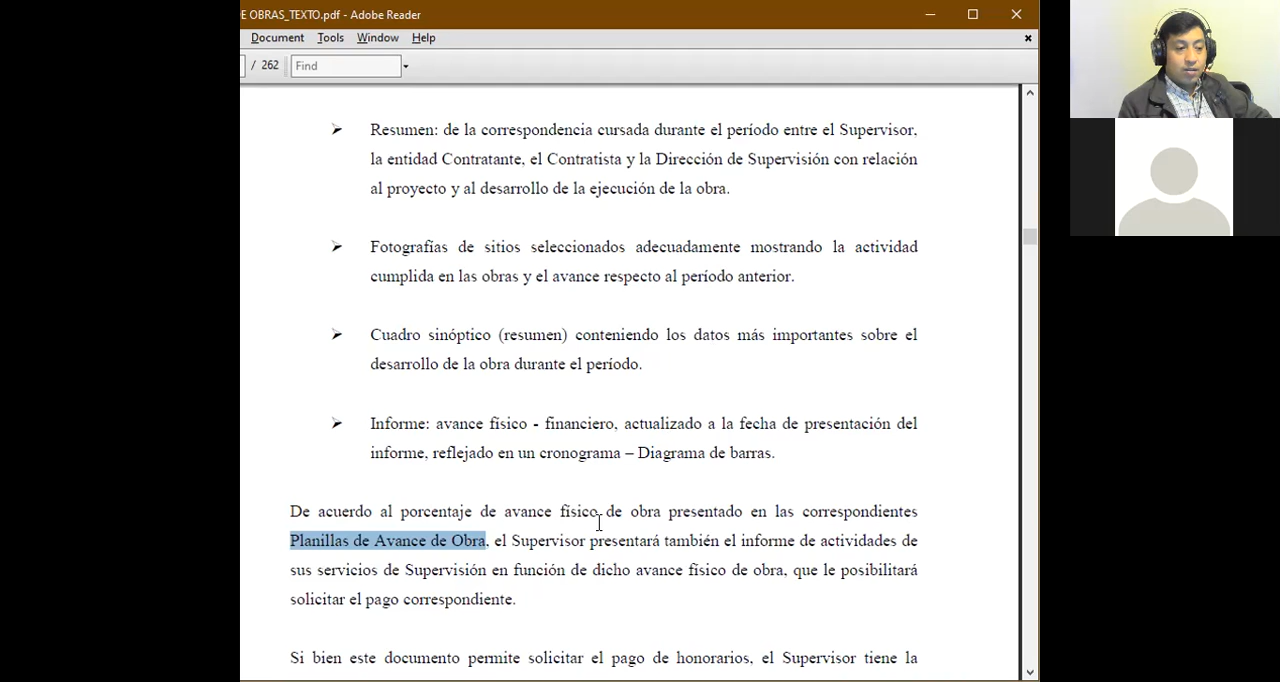 E OBRAS_TEXTO.pdf - Adobe Reader
Document Tools Window Help
/ 262 Find
➢ Resumen: de la correspondencia cursada durante el período entre el Supervisor,
la entidad Contratante, el Contratista y la Dirección de Supervisión con relación
al proyecto y al desarrollo de la ejecución de la obra.
➢ Fotografías de sitios seleccionados adecuadamente mostrando la actividad
cumplida en las obras y el avance respecto al período anterior.
➢ Cuadro sinóptico (resumen) conteniendo los datos más importantes sobre el
desarrollo de la obra durante el período.
➢ Informe: avance físico - financiero, actualizado a la fecha de presentación del
informe, reflejado en un cronograma – Diagrama de barras.
De acuerdo al porcentaje de avance físico de obra presentado en las correspondientes
Planillas de Avance de Obra, el Supervisor presentará también el informe de actividades de
sus servicios de Supervisión en función de dicho avance físico de obra, que le posibilitará
solicitar el pago correspondiente.
Si bien este documento permite solicitar el pago de honorarios, el Supervisor tiene la